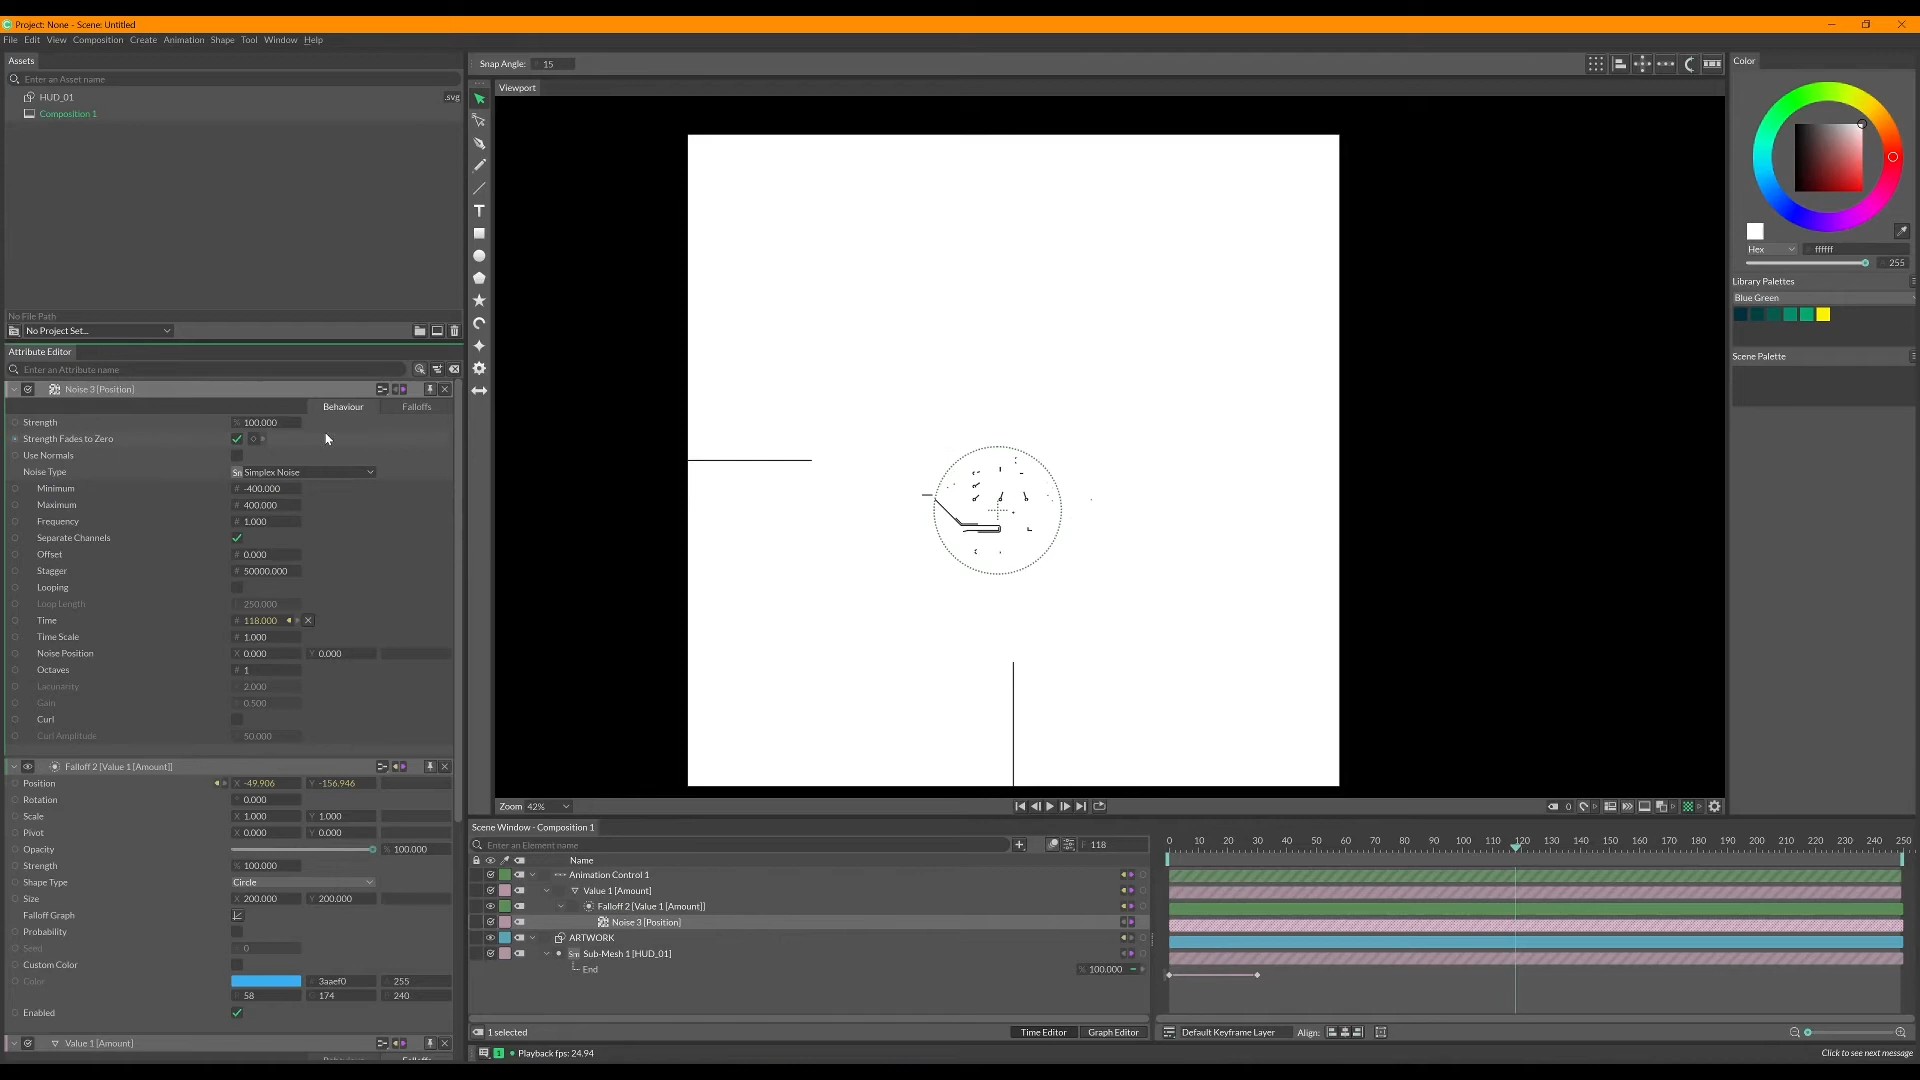 Project: None - Scene: Untitled
File Edit View Composition Create Animation Shape Tool Window Help
Assets
Enter an Asset name
HUD_01 .svg
Composition 1
No File Path
No Project Set...
Attribute Editor
Enter an Attribute name
Noise 3 [Position]
Behaviour Falloffs
Strength % 100.000
Strength Fades to Zero
Use Normals
Noise Type Sn Simplex Noise
Minimum # -400.000
Maximum # 400.000
Frequency # 1.000
Separate Channels
Offset # 0.000
Stagger # 50000.000
Looping
Loop Length 250.000
Time # 118.000
Time Scale # 1.000
Noise Position X 0.000 Y 0.000
Octaves # 1
Lacunarity 2.000
Gain 0.500
Curl
Curl Amplitude 50.000
Falloff 2 [Value 1 [Amount]]
Position X -49.906 Y -156.946
Rotation 0.000
Scale X 1.000 Y 1.000
Pivot X 0.000 Y 0.000
Opacity % 100.000
Strength % 100.000
Shape Type Circle
Size X 200.000 Y 200.000
Falloff Graph
Probability
Seed 0
Custom Color
Color 3aaef0 255
58 174 240
Enabled
Value 1 [Amount]
Snap Angle: 15
Viewport
Zoom 42%
0
Scene Window - Composition 1
Enter an Element name
F 118
Name
Animation Control 1
Value 1 [Amount]
Falloff 2 [Value 1 [Amount]]
Noise 3 [Position]
ARTWORK
Sm Sub-Mesh 1 [HUD_01]
End % 100.000
1 selected
Time Editor Graph Editor
1 Playback fps: 24.94
0 10 20 30 40 50 60 70 80 90 100 110 120 130 140 150 160 170 180 190 200 210 220 230 240 250
Default Keyframe Layer Align:
Click to see next message
Color
Hex ffffff
255
Library Palettes
Blue Green
Scene Palette